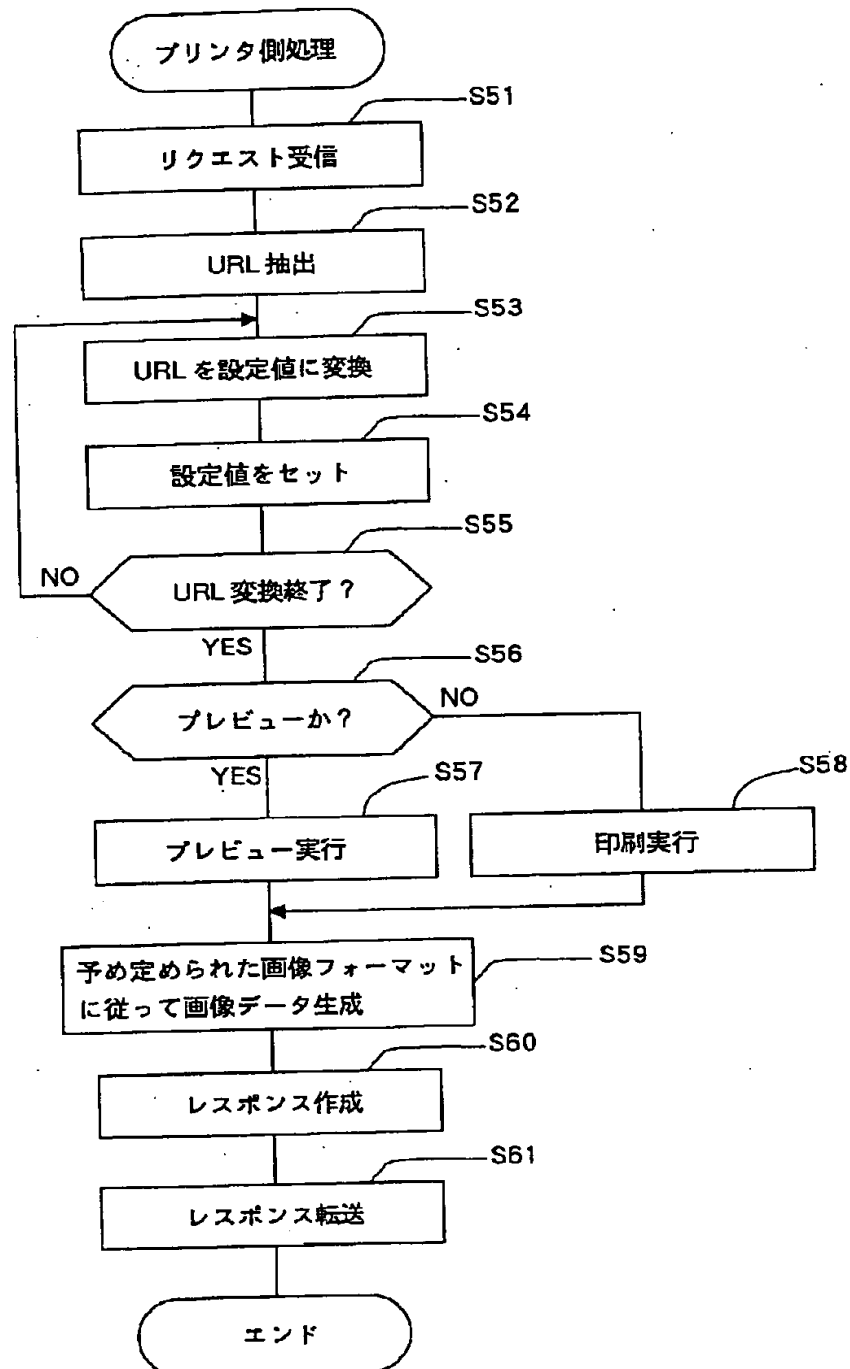 プリンタ側処理
S51
リクエスト受信
S52
URL 抽出
S53
URL を設定値に変換
S54
設定値をセット
S55
NO
URL 変換終了？
YES
S56
プレビューか？
NO
YES
S57
S58
プレビュー実行
印刷実行
予め定められた画像フォーマット
に従って画像データ生成
S59
S60
レスポンス作成
S61
レスポンス転送
エンド